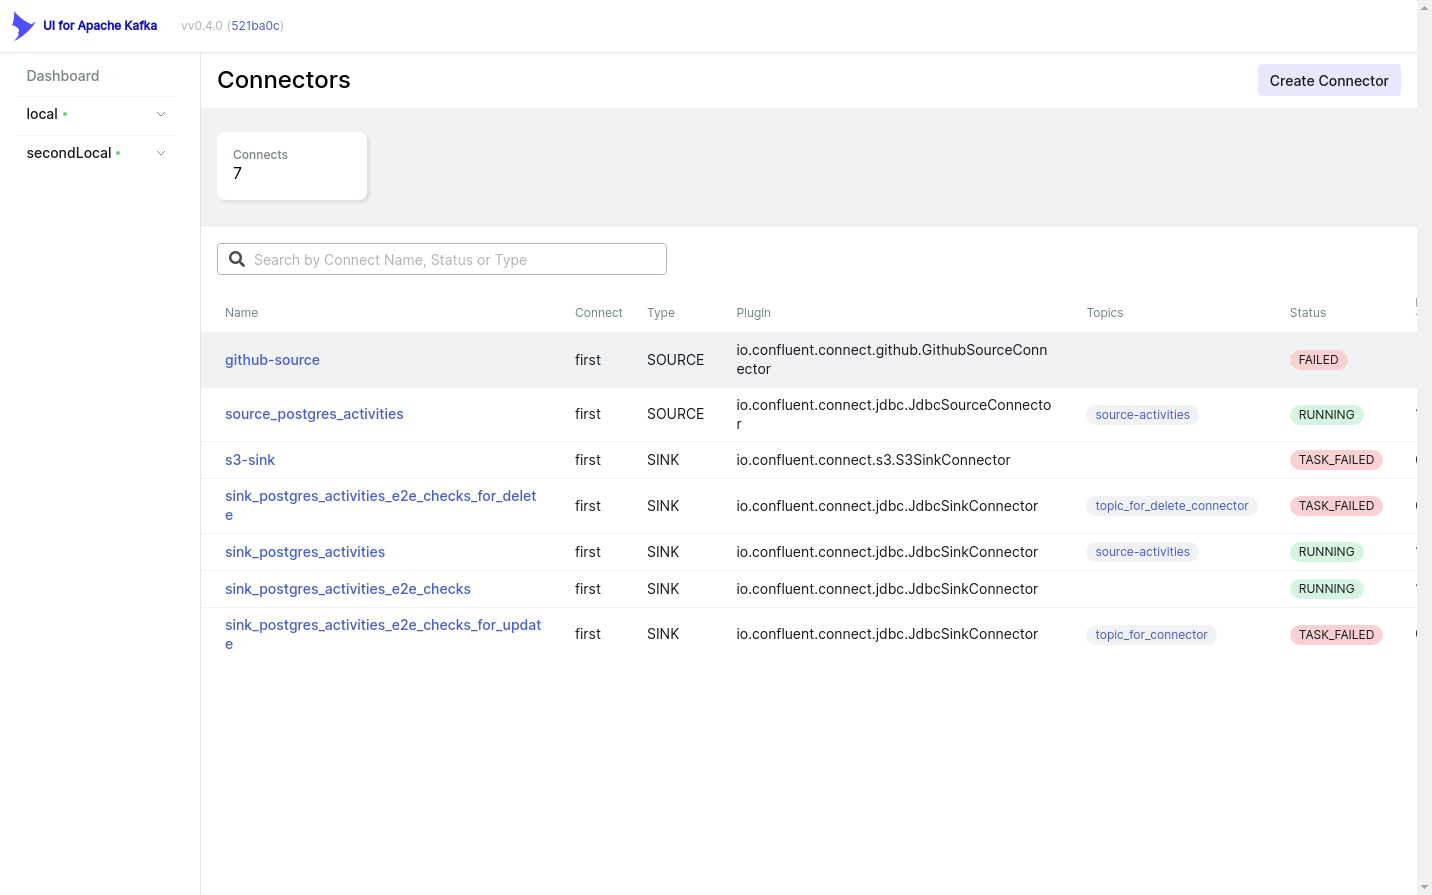 UI for Apache Kafka vv0.4.0 (521ba0c)
Dashboard
local
secondLocal
Connectors
Create Connector
Connects
7
Search by Connect Name, Status or Type
Name Connect Type Plugin Topics Status
github-source first SOURCE io.confluent.connect.github.GithubSourceConn
ector FAILED
source_postgres_activities first SOURCE io.confluent.connect.jdbc.JdbcSourceConnecto
r source-activities RUNNING
s3-sink first SINK io.confluent.connect.s3.S3SinkConnector TASK_FAILED
sink_postgres_activities_e2e_checks_for_delet
e first SINK io.confluent.connect.jdbc.JdbcSinkConnector topic_for_delete_connector TASK_FAILED
sink_postgres_activities first SINK io.confluent.connect.jdbc.JdbcSinkConnector source-activities RUNNING
sink_postgres_activities_e2e_checks first SINK io.confluent.connect.jdbc.JdbcSinkConnector RUNNING
sink_postgres_activities_e2e_checks_for_updat
e first SINK io.confluent.connect.jdbc.JdbcSinkConnector topic_for_connector TASK_FAILED